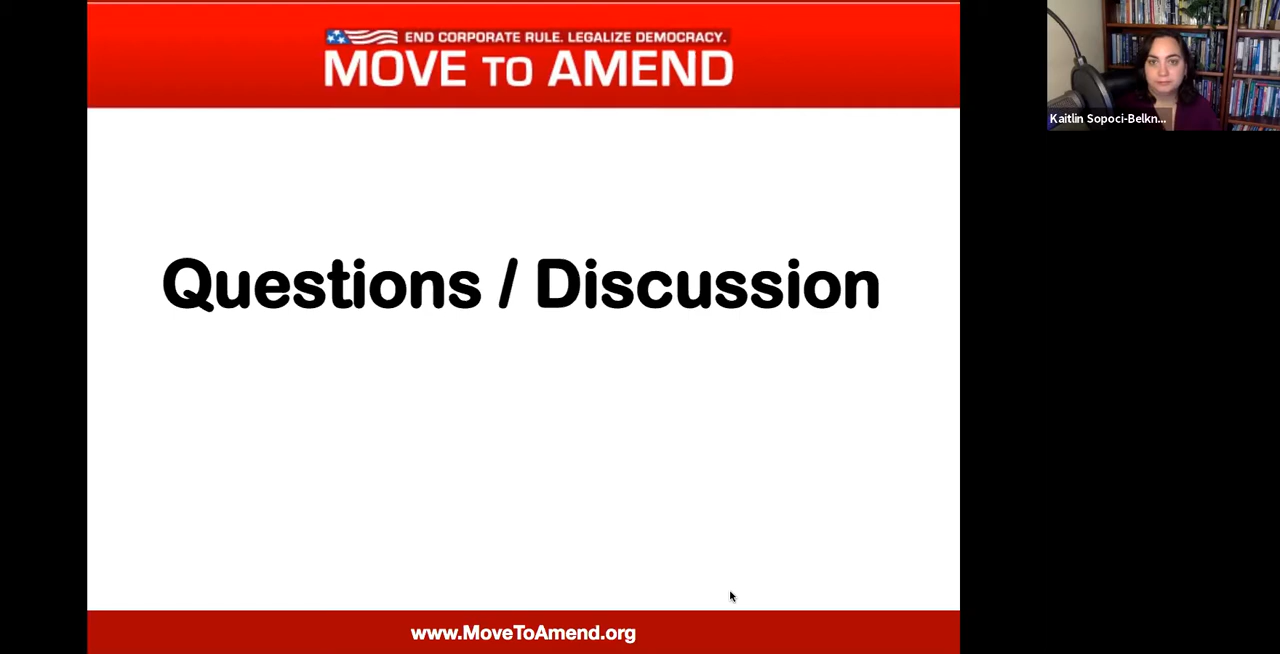 END CORPORATE RULE. LEGALIZE DEMOCRACY.
MOVE TO AMEND
Kaitlin Sopoci-Belkn...
Questions / Discussion
www.MoveToAmend.org